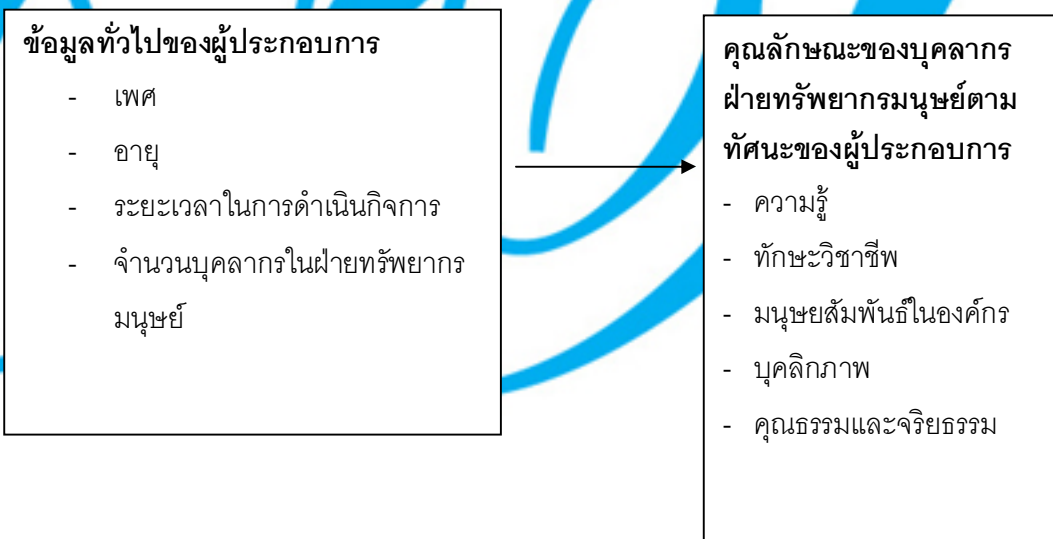 ข้อมูลทั่วไปของผู้ประกอบการ
- เพศ
- อายุ
- ระยะเวลาในการดำเนินกิจการ
- จำนวนบุคลากรในฝ่ายทรัพยากร
มนุษย์
คุณลักษณะของบุคลากร
ฝ่ายทรัพยากรมนุษย์ตาม
ทัศนะของผู้ประกอบการ
- ความรู้
- ทักษะวิชาชีพ
- มนุษยสัมพันธ์ในองค์กร
- บุคลิกภาพ
- คุณธรรมและจริยธรรม